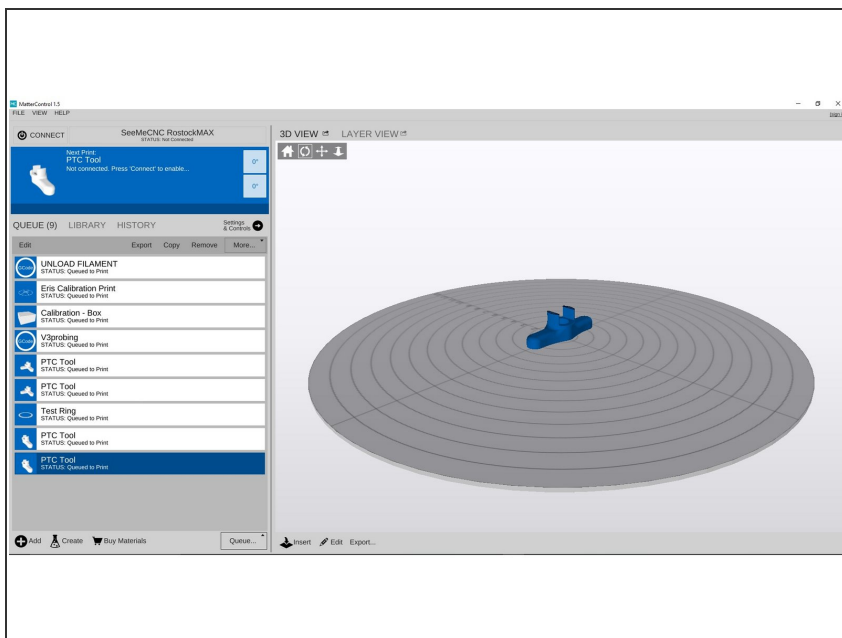 MatterControl 1.5
FILE VIEW HELP
CONNECT
SeeMeCNC RostockMAX
STATUS: Not Connected
Next Print:
PTC Tool
Not connected. Press 'Connect' to enable...
0°
0°
QUEUE (9) LIBRARY HISTORY
Settings
& Controls
Edit Export Copy Remove More...
GCode
UNLOAD FILAMENT
STATUS: Queued to Print
Eris Calibration Print
STATUS: Queued to Print
Calibration - Box
STATUS: Queued to Print
GCode
V3probing
STATUS: Queued to Print
PTC Tool
STATUS: Queued to Print
PTC Tool
STATUS: Queued to Print
Test Ring
STATUS: Queued to Print
PTC Tool
STATUS: Queued to Print
PTC Tool
STATUS: Queued to Print
Add Create Buy Materials Queue...
3D VIEW LAYER VIEW
Insert Edit Export...